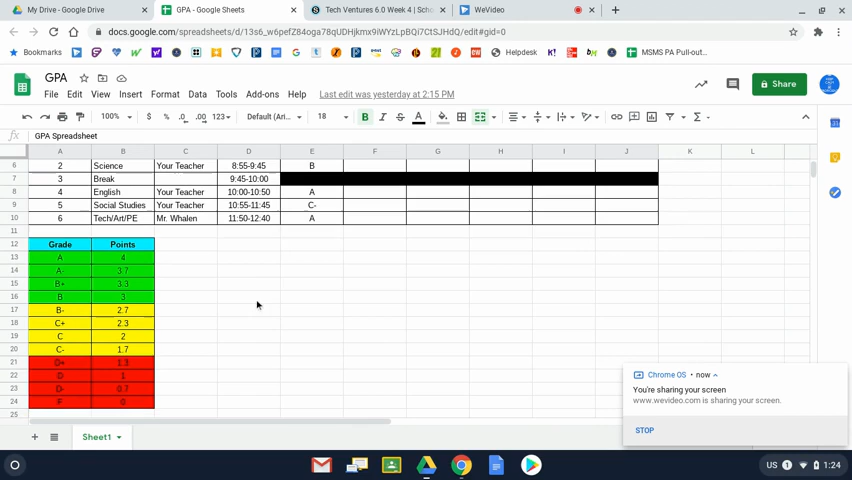 My Drive - Google Drive
GPA - Google Sheets
Tech Ventures 6.0 Week 4 | Scho
WeVideo
docs.google.com/spreadsheets/d/13s6_w6pefZ84oga78qUDHjkmx9iWYzLpBQi7CtSJHdQ/edit#gid=0
Bookmarks
Helpdesk
MSMS PA Pull-out...
GPA
File Edit View Insert Format Data Tools Add-ons Help
Last edit was yesterday at 2:15 PM
Share
100% $ % .0 .00 123 Default (Ari... 18 B I S A
fx GPA Spreadsheet
A B C D E F G H I J K L
6 2 Science Your Teacher 8:55-9:45 B
7 3 Break 9:45-10:00
8 4 English Your Teacher 10:00-10:50 A
9 5 Social Studies Your Teacher 10:55-11:45 C-
10 6 Tech/Art/PE Mr. Whalen 11:50-12:40 A
11
12 Grade Points
13 A 4
14 A- 3.7
15 B+ 3.3
16 B 3
17 B- 2.7
18 C+ 2.3
19 C 2
20 C- 1.7
21 D+ 1.3
22 D 1
23 D- 0.7
24 F 0
25
Chrome OS • now
You're sharing your screen
www.wevideo.com is sharing your screen.
STOP
Sheet1
US 1 1:24